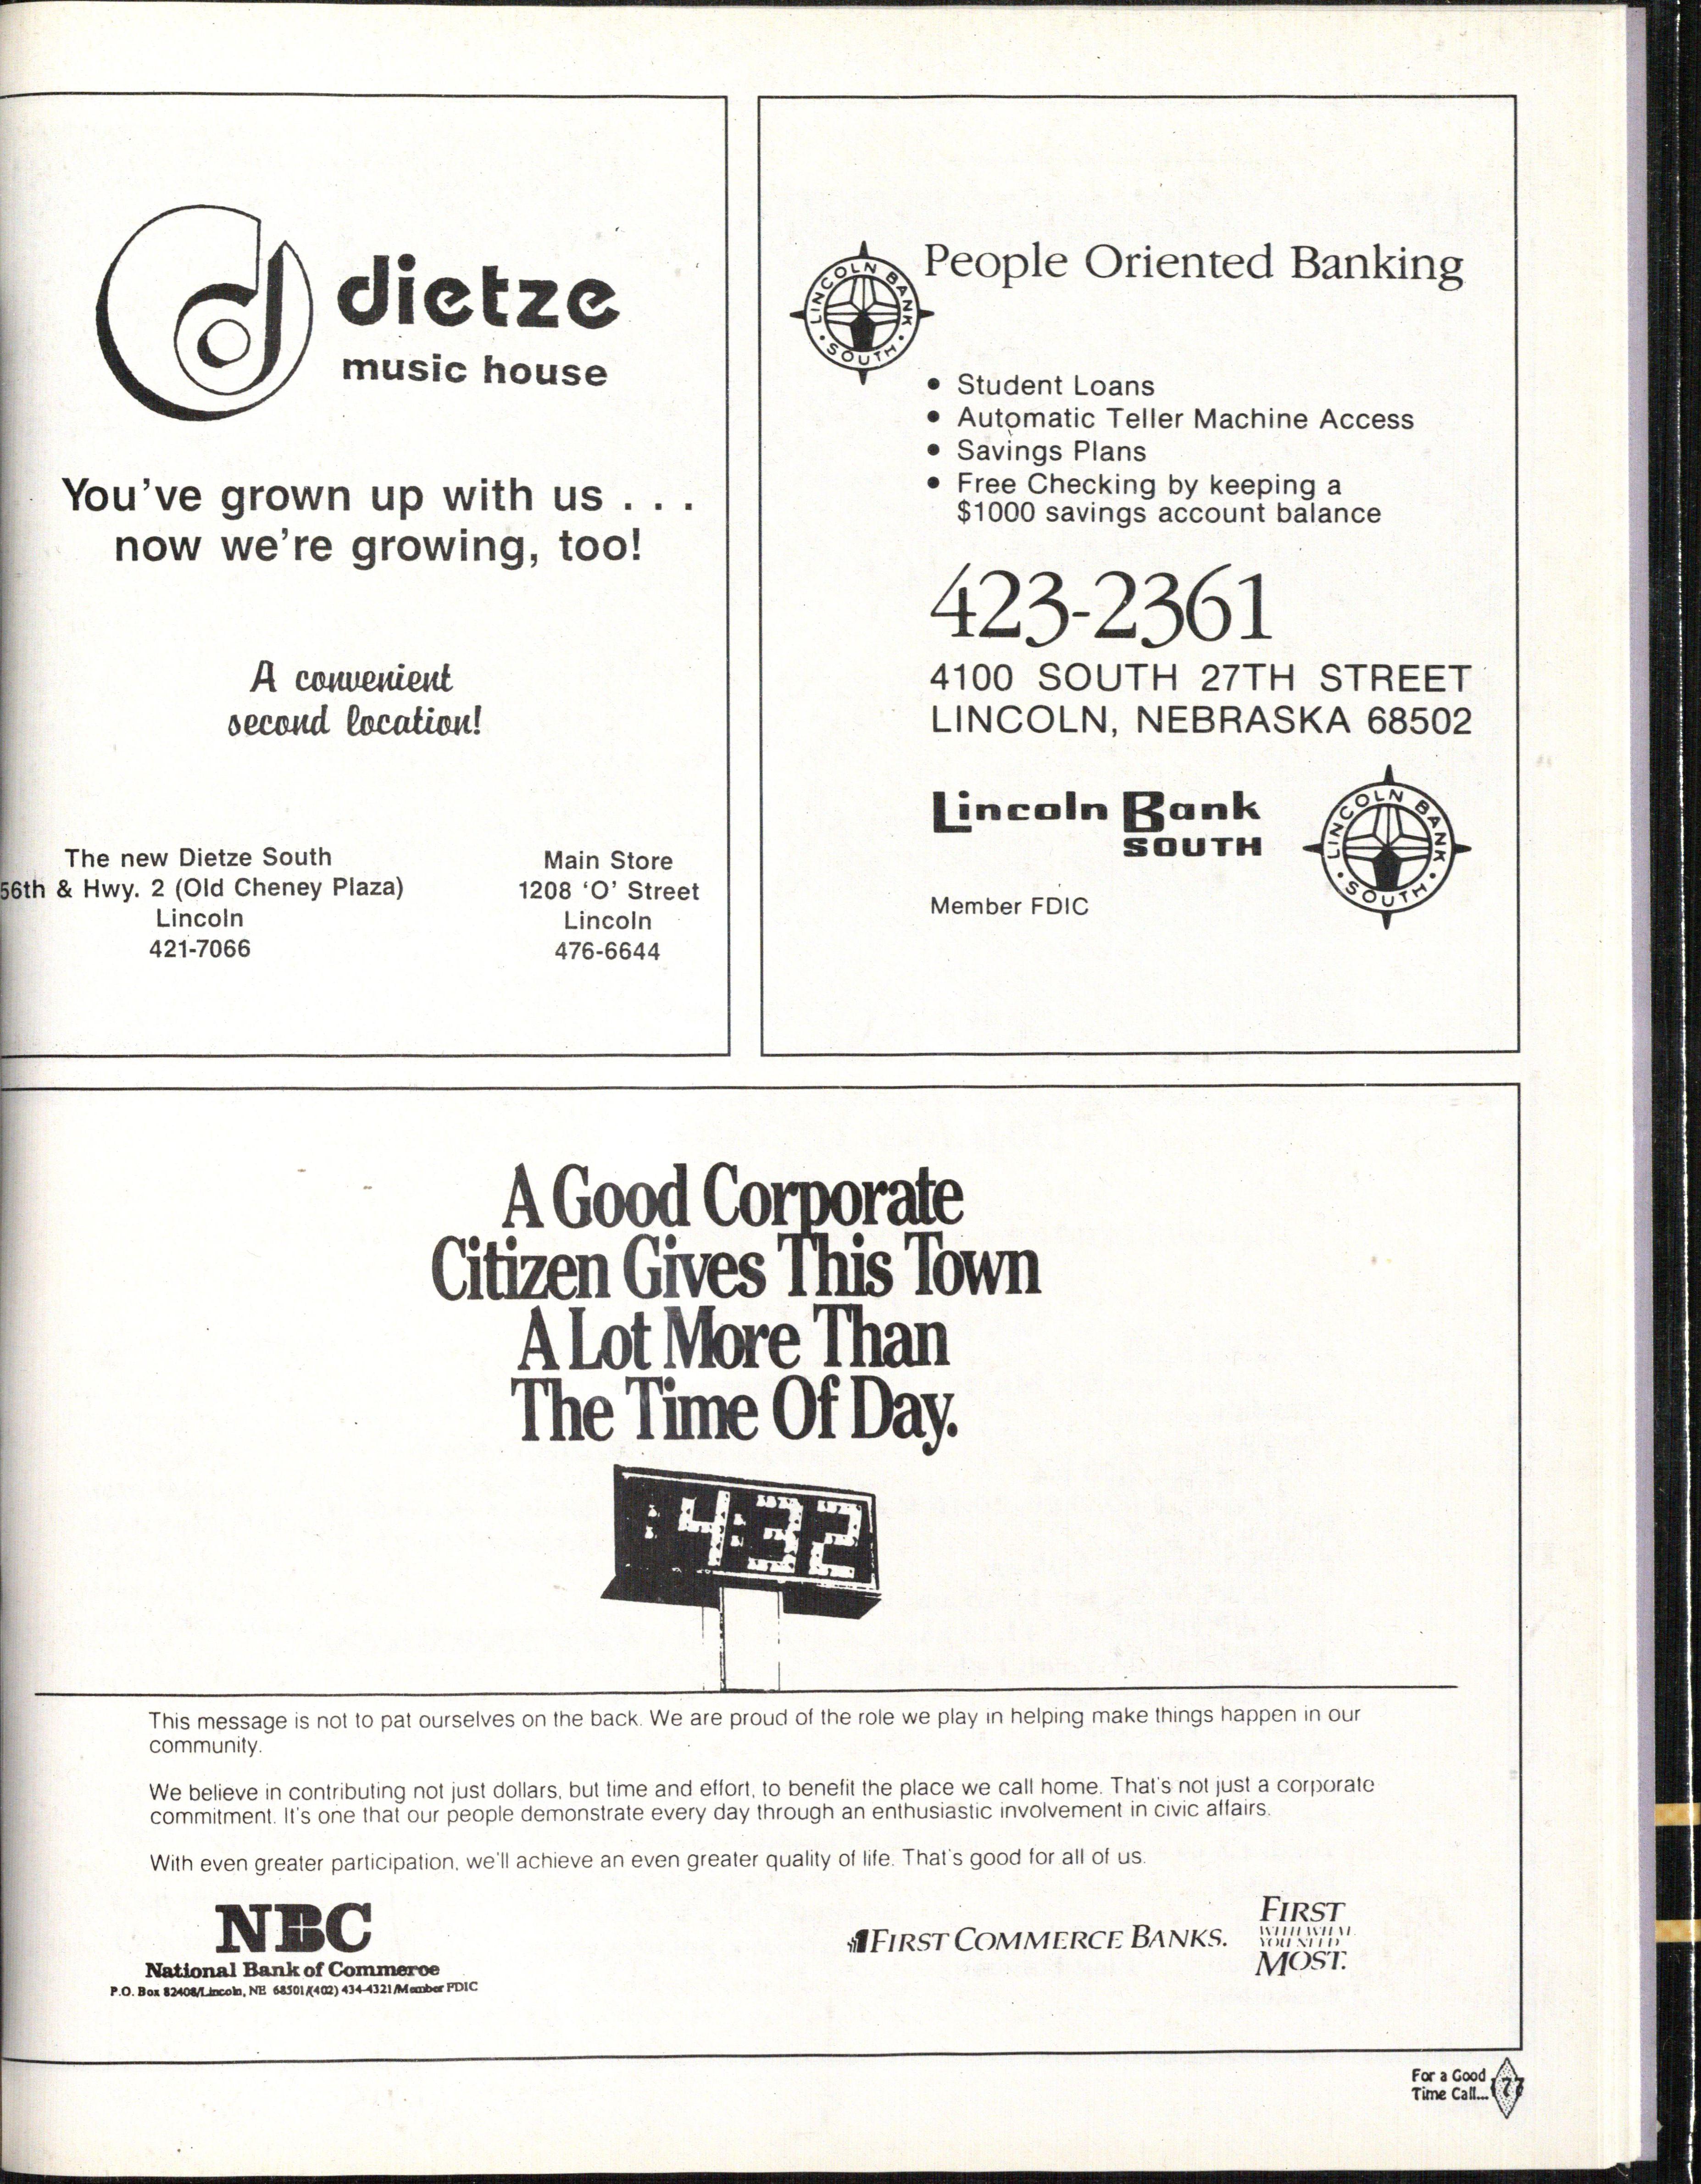 dietze
music house
You've grown up with us . . .
now we're growing, too!
A convenient
second location!
The new Dietze South
56th & Hwy. 2 (Old Cheney Plaza)
Lincoln
421-7066
Main Store
1208 'O' Street
Lincoln
476-6644
People Oriented Banking
LINCOLN BANK
• SOUTH •
• Student Loans
• Automatic Teller Machine Access
• Savings Plans
• Free Checking by keeping a
$1000 savings account balance
423-2361
4100 SOUTH 27TH STREET
LINCOLN, NEBRASKA 68502
Lincoln Bank
SOUTH
LINCOLN BANK
• SOUTH •
Member FDIC
A Good Corporate
Citizen Gives This Town
A Lot More Than
The Time Of Day.
4:32
This message is not to pat ourselves on the back. We are proud of the role we play in helping make things happen in our
community.
We believe in contributing not just dollars, but time and effort, to benefit the place we call home. That's not just a corporate
commitment. It's one that our people demonstrate every day through an enthusiastic involvement in civic affairs.
With even greater participation, we'll achieve an even greater quality of life. That's good for all of us.
NBC
National Bank of Commerce
P.O. Box 82408/Lincoln, NE 68501/(402) 434-4321/Member FDIC
FIRST COMMERCE BANKS.
FIRST
WITH WHAT
YOU NEED
MOST.
For a Good
Time Call...